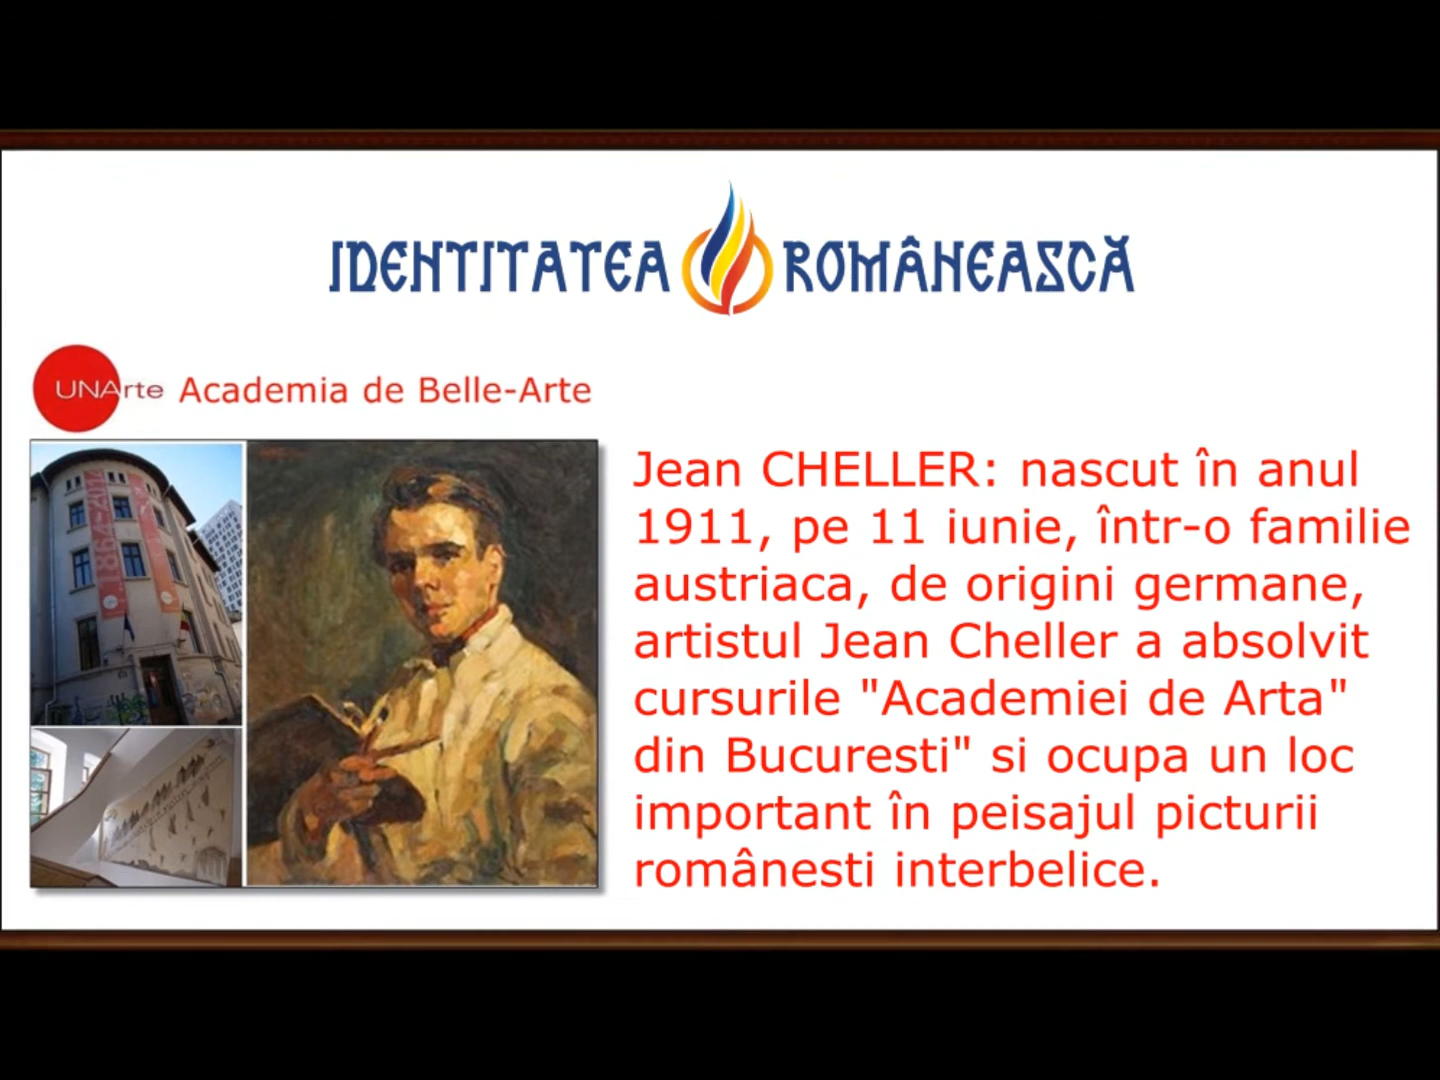 IDENTITATEA ROMÂNEASCĂ
UNArte Academia de Belle-Arte
Jean CHELLER: nascut în anul
1911, pe 11 iunie, într-o familie
austriaca, de origini germane,
artistul Jean Cheller a absolvit
cursurile "Academiei de Arta"
din Bucuresti" si ocupa un loc
important în peisajul picturii
românesti interbelice.